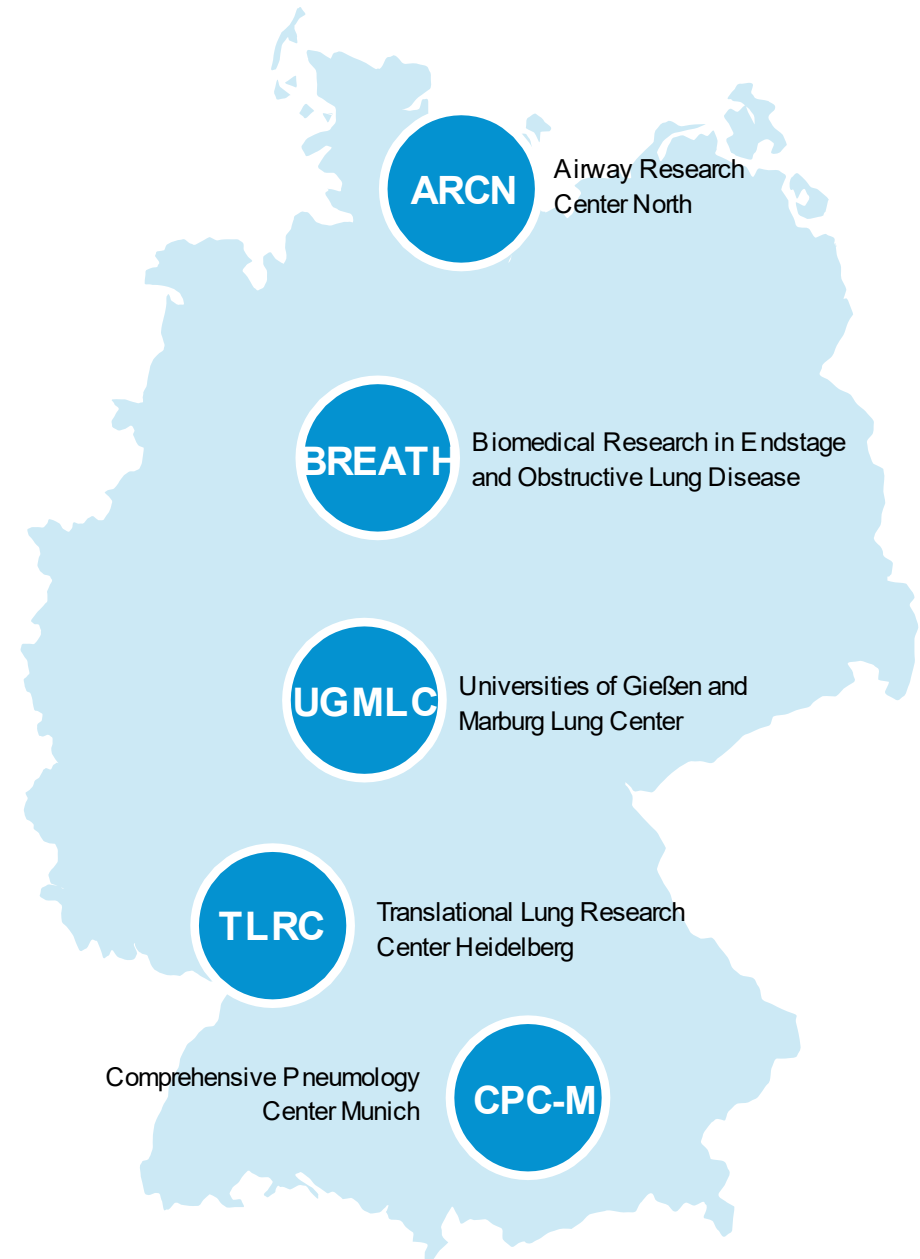 ARCN
Airway Research
Center North
BREATH
Biomedical Research in Endstage
and Obstructive Lung Disease
UGMLC
Universities of Gießen and
Marburg Lung Center
TLRC
Translational Lung Research
Center Heidelberg
Comprehensive Pneumology
Center Munich
CPC-M